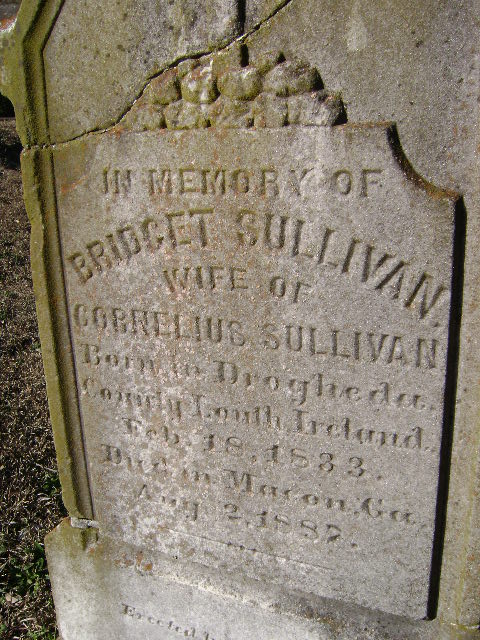 IN MEMORY OF
BRIDGET SULLIVAN,
WIFE OF
CORNELIUS SULLIVAN
Born in Drogheda.
County Louth Ireland,
Feb. 18, 1833.
Died in Macon, Ga.
Aug. 2, 1882.
Erected